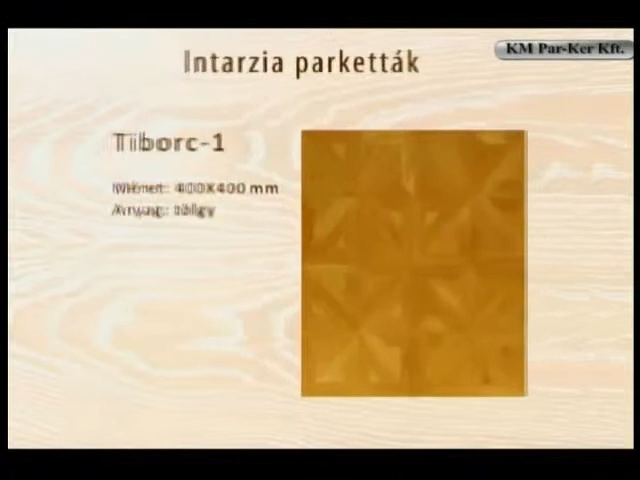 KM Par-Ker Kft.
Intarzia parketták
Tiborc-1
Méret: 400X400 mm
Anyag: tölgy